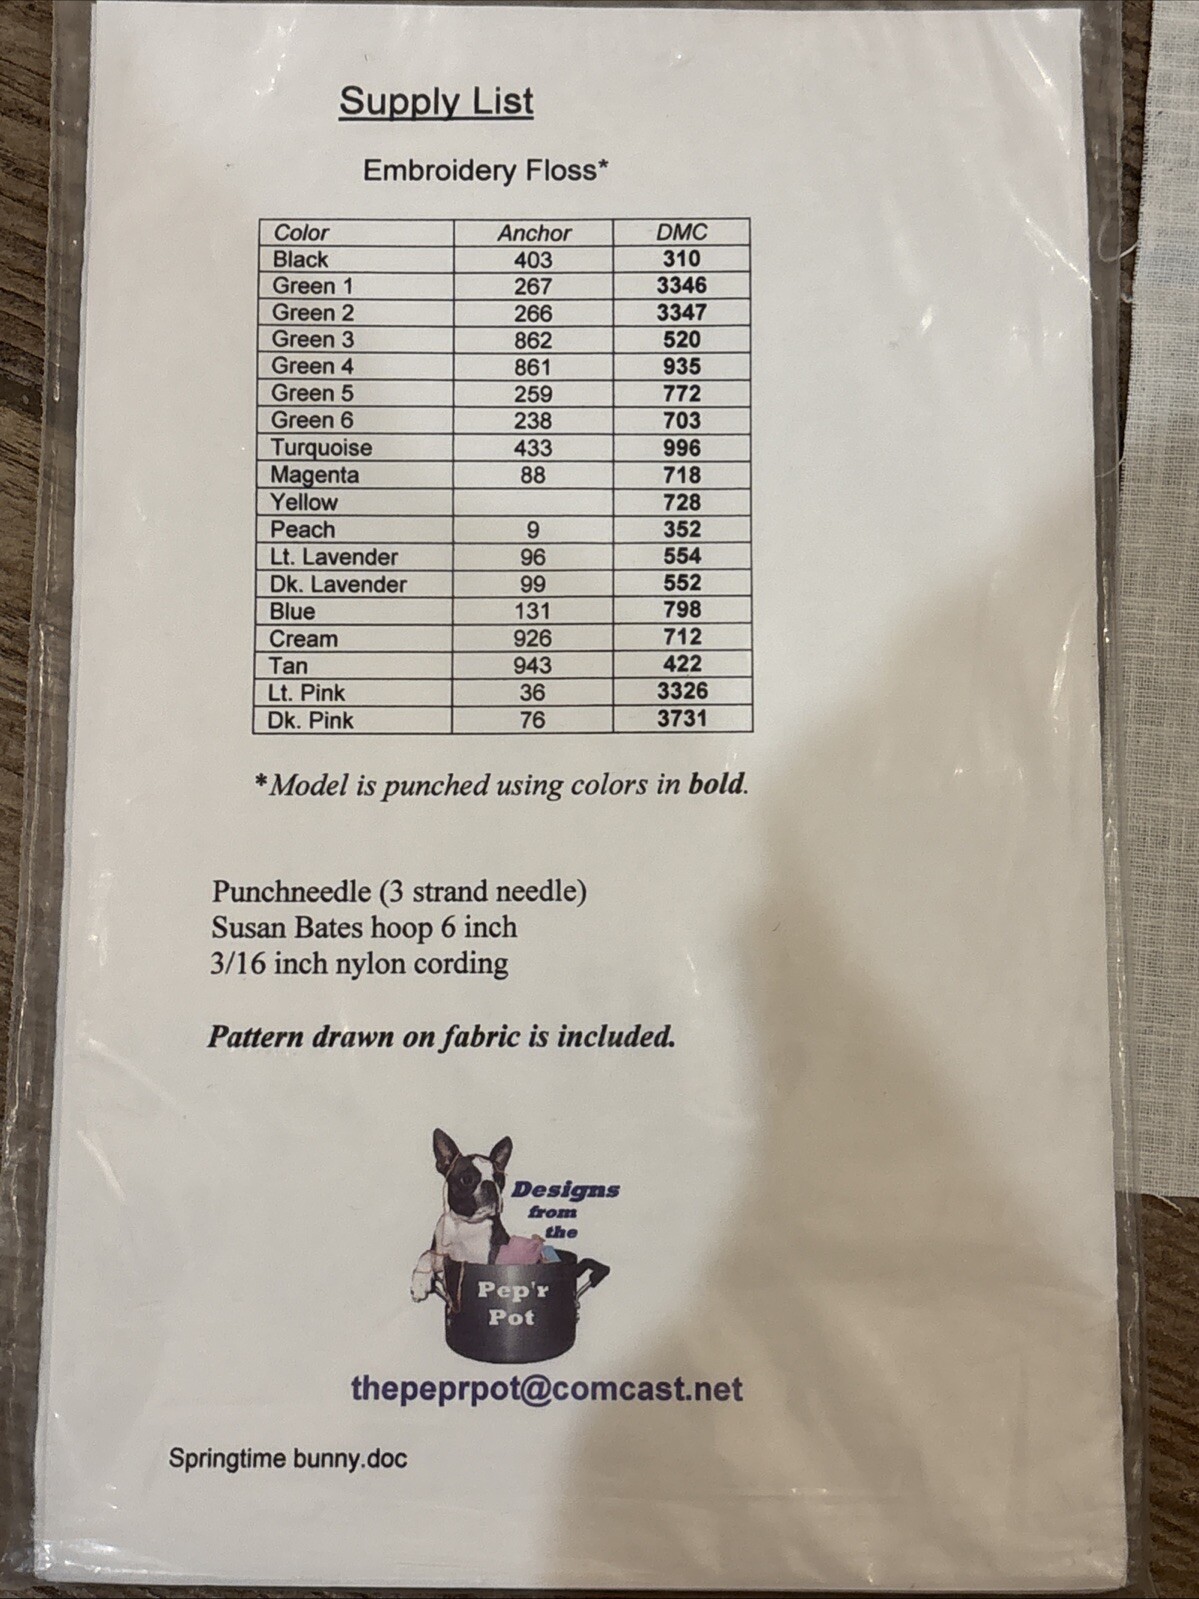 Supply List
Embroidery Floss*
Color Anchor DMC
Black 403 310
Green 1 267 3346
Green 2 266 3347
Green 3 862 520
Green 4 861 935
Green 5 259 772
Green 6 238 703
Turquoise 433 996
Magenta 88 718
Yellow 728
Peach 9 352
Lt. Lavender 96 554
Dk. Lavender 99 552
Blue 131 798
Cream 926 712
Tan 943 422
Lt. Pink 36 3326
Dk. Pink 76 3731
*Model is punched using colors in bold.
Punchneedle (3 strand needle)
Susan Bates hoop 6 inch
3/16 inch nylon cording
Pattern drawn on fabric is included.
Designs
from
the
Pep'r
Pot
thepeprpot@comcast.net
Springtime bunny.doc